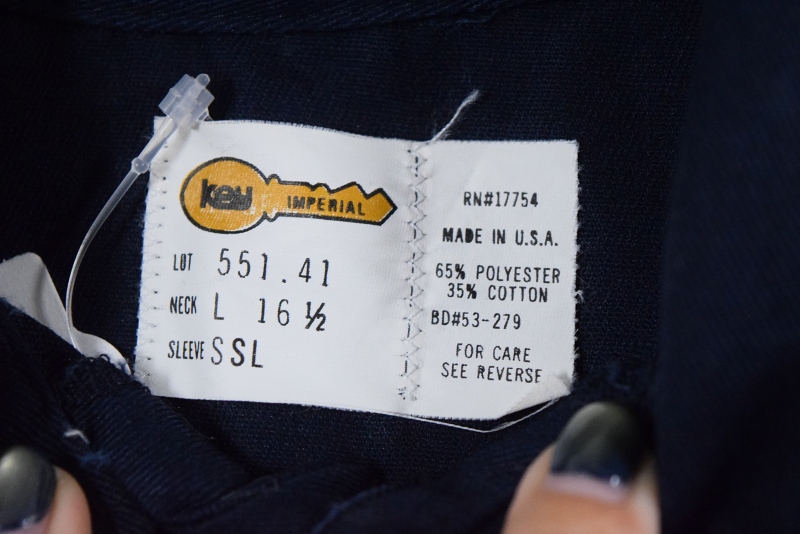 Key IMPERIAL
LOT 551.41
NECK L 16 ½
SLEEVE SSL
RN#17754
MADE IN U.S.A.
65% POLYESTER
35% COTTON
BD#53-279
FOR CARE
SEE REVERSE